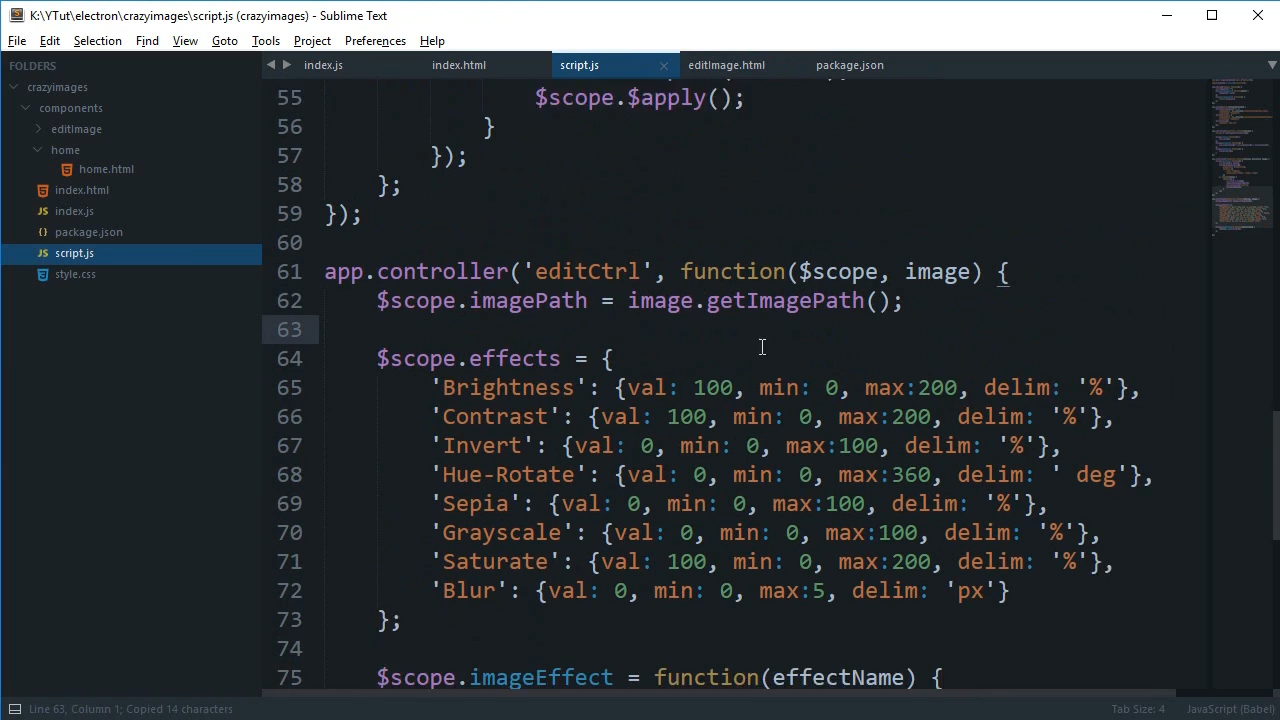 K:\YTut\electron\crazyimages\script.js (crazyimages) - Sublime Text
File Edit Selection Find View Goto Tools Project Preferences Help
FOLDERS
crazyimages
components
editImage
home
home.html
index.html
index.js
package.json
script.js
style.css
index.js index.html script.js editImage.html package.json
55 $scope.$apply();
56 }
57 });
58 };
59 });
60
61 app.controller('editCtrl', function($scope, image) {
62 $scope.imagePath = image.getImagePath();
63
64 $scope.effects = {
65 'Brightness': {val: 100, min: 0, max:200, delim: '%'},
66 'Contrast': {val: 100, min: 0, max:200, delim: '%'},
67 'Invert': {val: 0, min: 0, max:100, delim: '%'},
68 'Hue-Rotate': {val: 0, min: 0, max:360, delim: ' deg'},
69 'Sepia': {val: 0, min: 0, max:100, delim: '%'},
70 'Grayscale': {val: 0, min: 0, max:100, delim: '%'},
71 'Saturate': {val: 100, min: 0, max:200, delim: '%'},
72 'Blur': {val: 0, min: 0, max:5, delim: 'px'}
73 };
74
75 $scope.imageEffect = function(effectName) {
Line 63, Column 1; Copied 14 characters
Tab Size: 4 JavaScript (Babel)